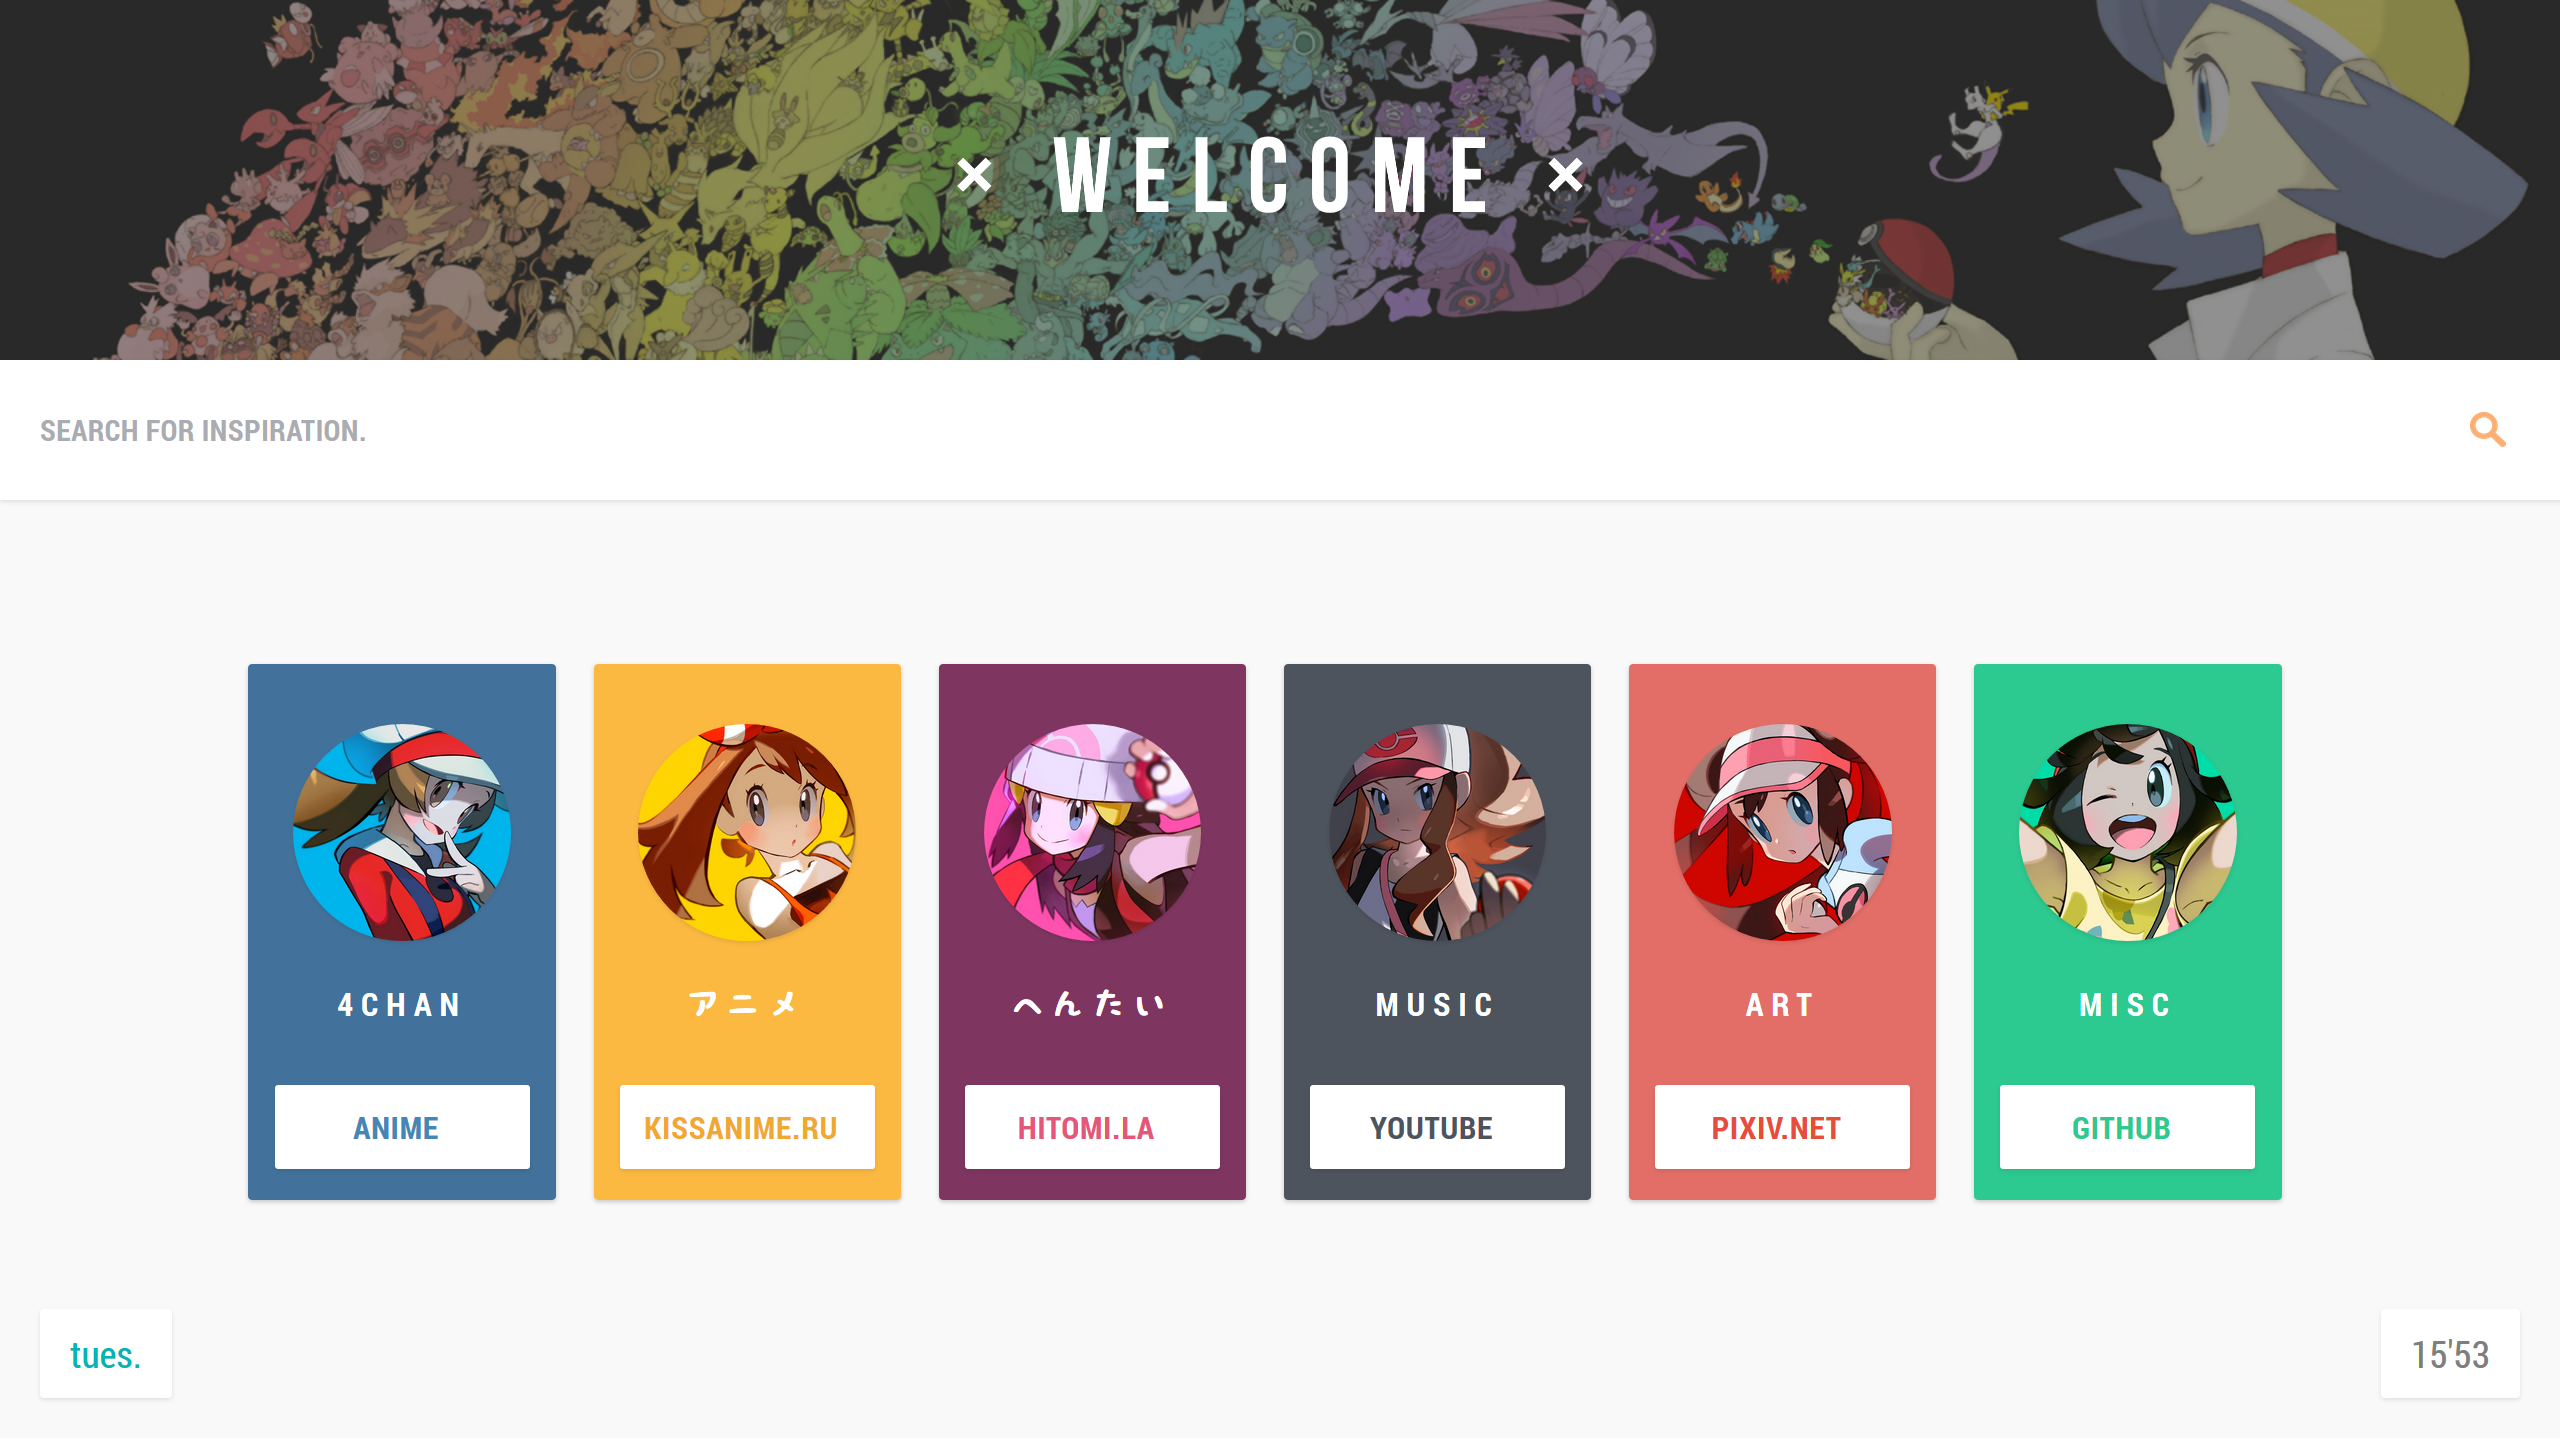 × WELCOME ×
SEARCH FOR INSPIRATION.
4CHAN
アニメ
へんたい
MUSIC
ART
MISC
ANIME
KISSANIME.RU
HITOMI.LA
YOUTUBE
PIXIV.NET
GITHUB
tues.
15'53